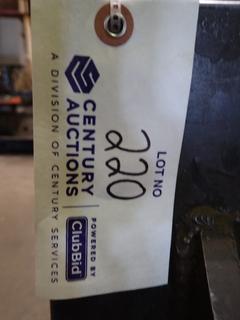 CENTURY
AUCTIONS
A DIVISION OF CENTURY SERVICES
POWERED BY
ClubBid
LOT NO
220